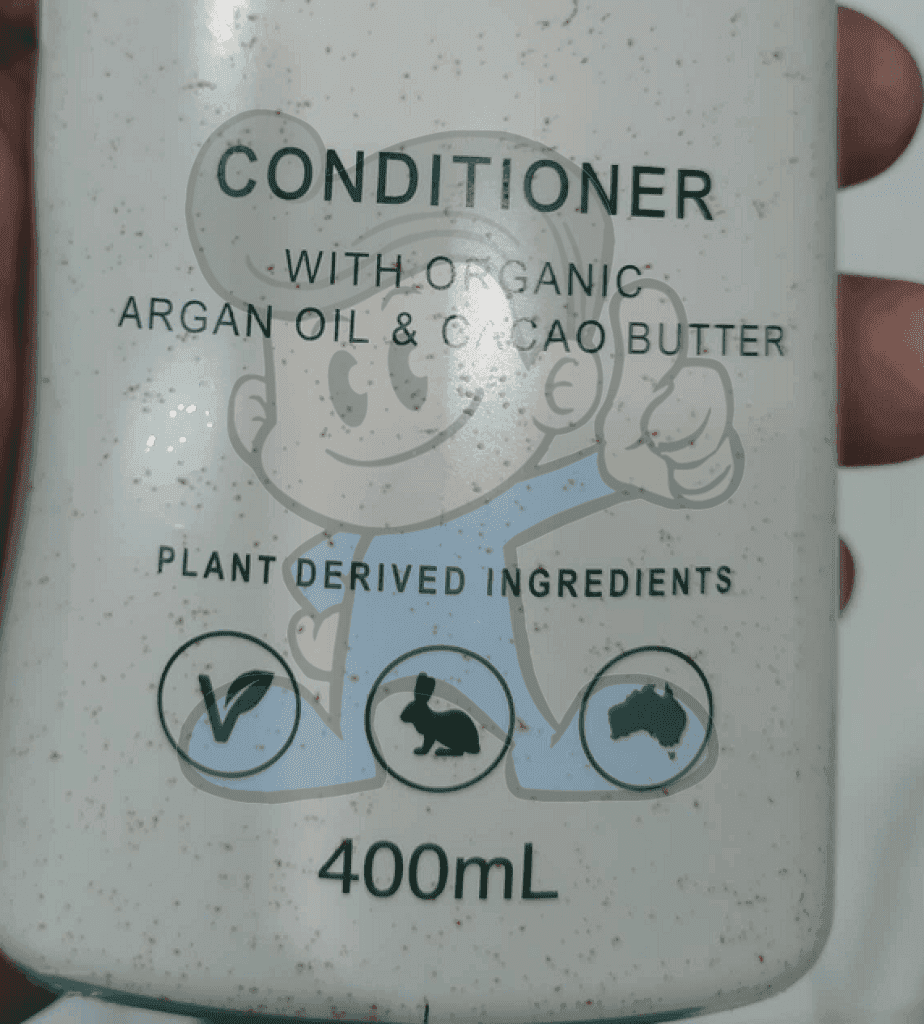 CONDITIONER
WITH ORGANIC
ARGAN OIL & CACAO BUTTER
PLANT DERIVED INGREDIENTS
V
400mL